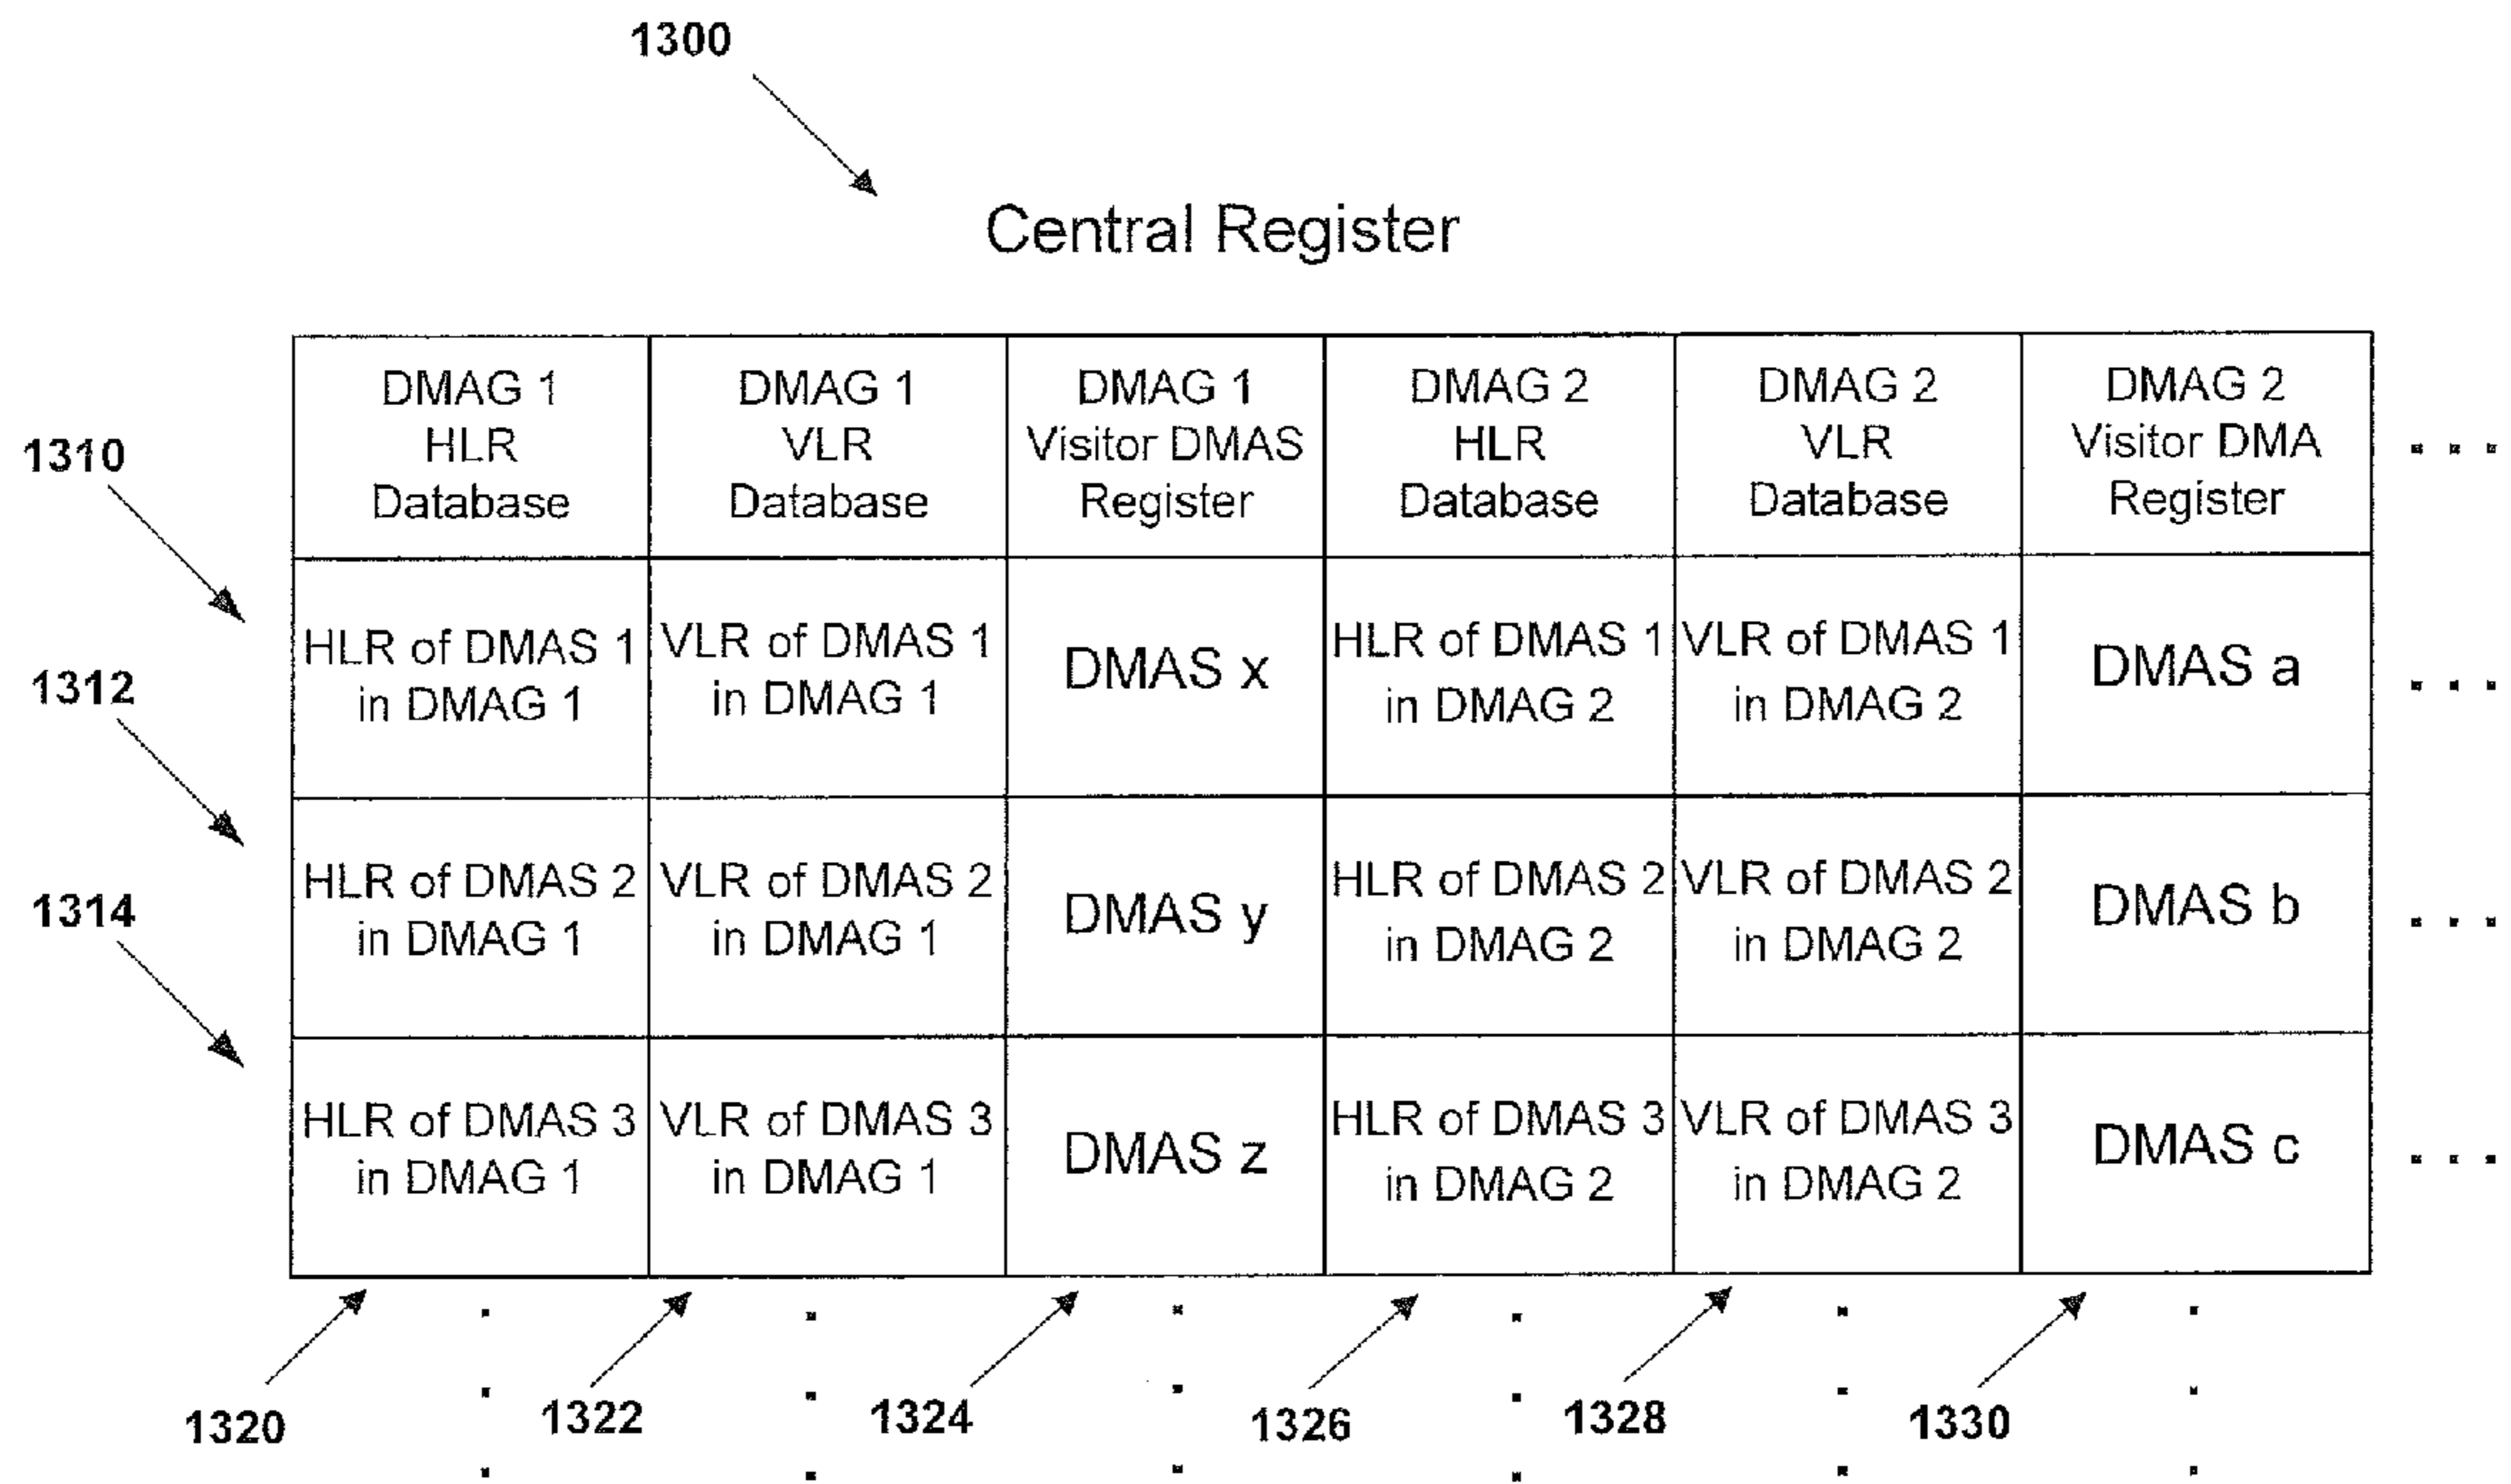 1300
Central Register
DMAG 1
HLR
Database
DMAG 1
VLR
Database
DMAG 1
Visitor DMAS
Register
DMAG 2
HLR
Database
DMAG 2
VLR
Database
DMAG 2
Visitor DMA
Register
. . .
1310
HLR of DMAS 1
in DMAG 1
VLR of DMAS 1
in DMAG 1
DMAS x
HLR of DMAS 1
in DMAG 2
VLR of DMAS 1
in DMAG 2
DMAS a
. . .
1312
HLR of DMAS 2
in DMAG 1
VLR of DMAS 2
in DMAG 1
DMAS y
HLR of DMAS 2
in DMAG 2
VLR of DMAS 2
in DMAG 2
DMAS b
. . .
1314
HLR of DMAS 3
in DMAG 1
VLR of DMAS 3
in DMAG 1
DMAS z
HLR of DMAS 3
in DMAG 2
VLR of DMAS 3
in DMAG 2
DMAS c
. . .
1320
1322
1324
1326
1328
1330